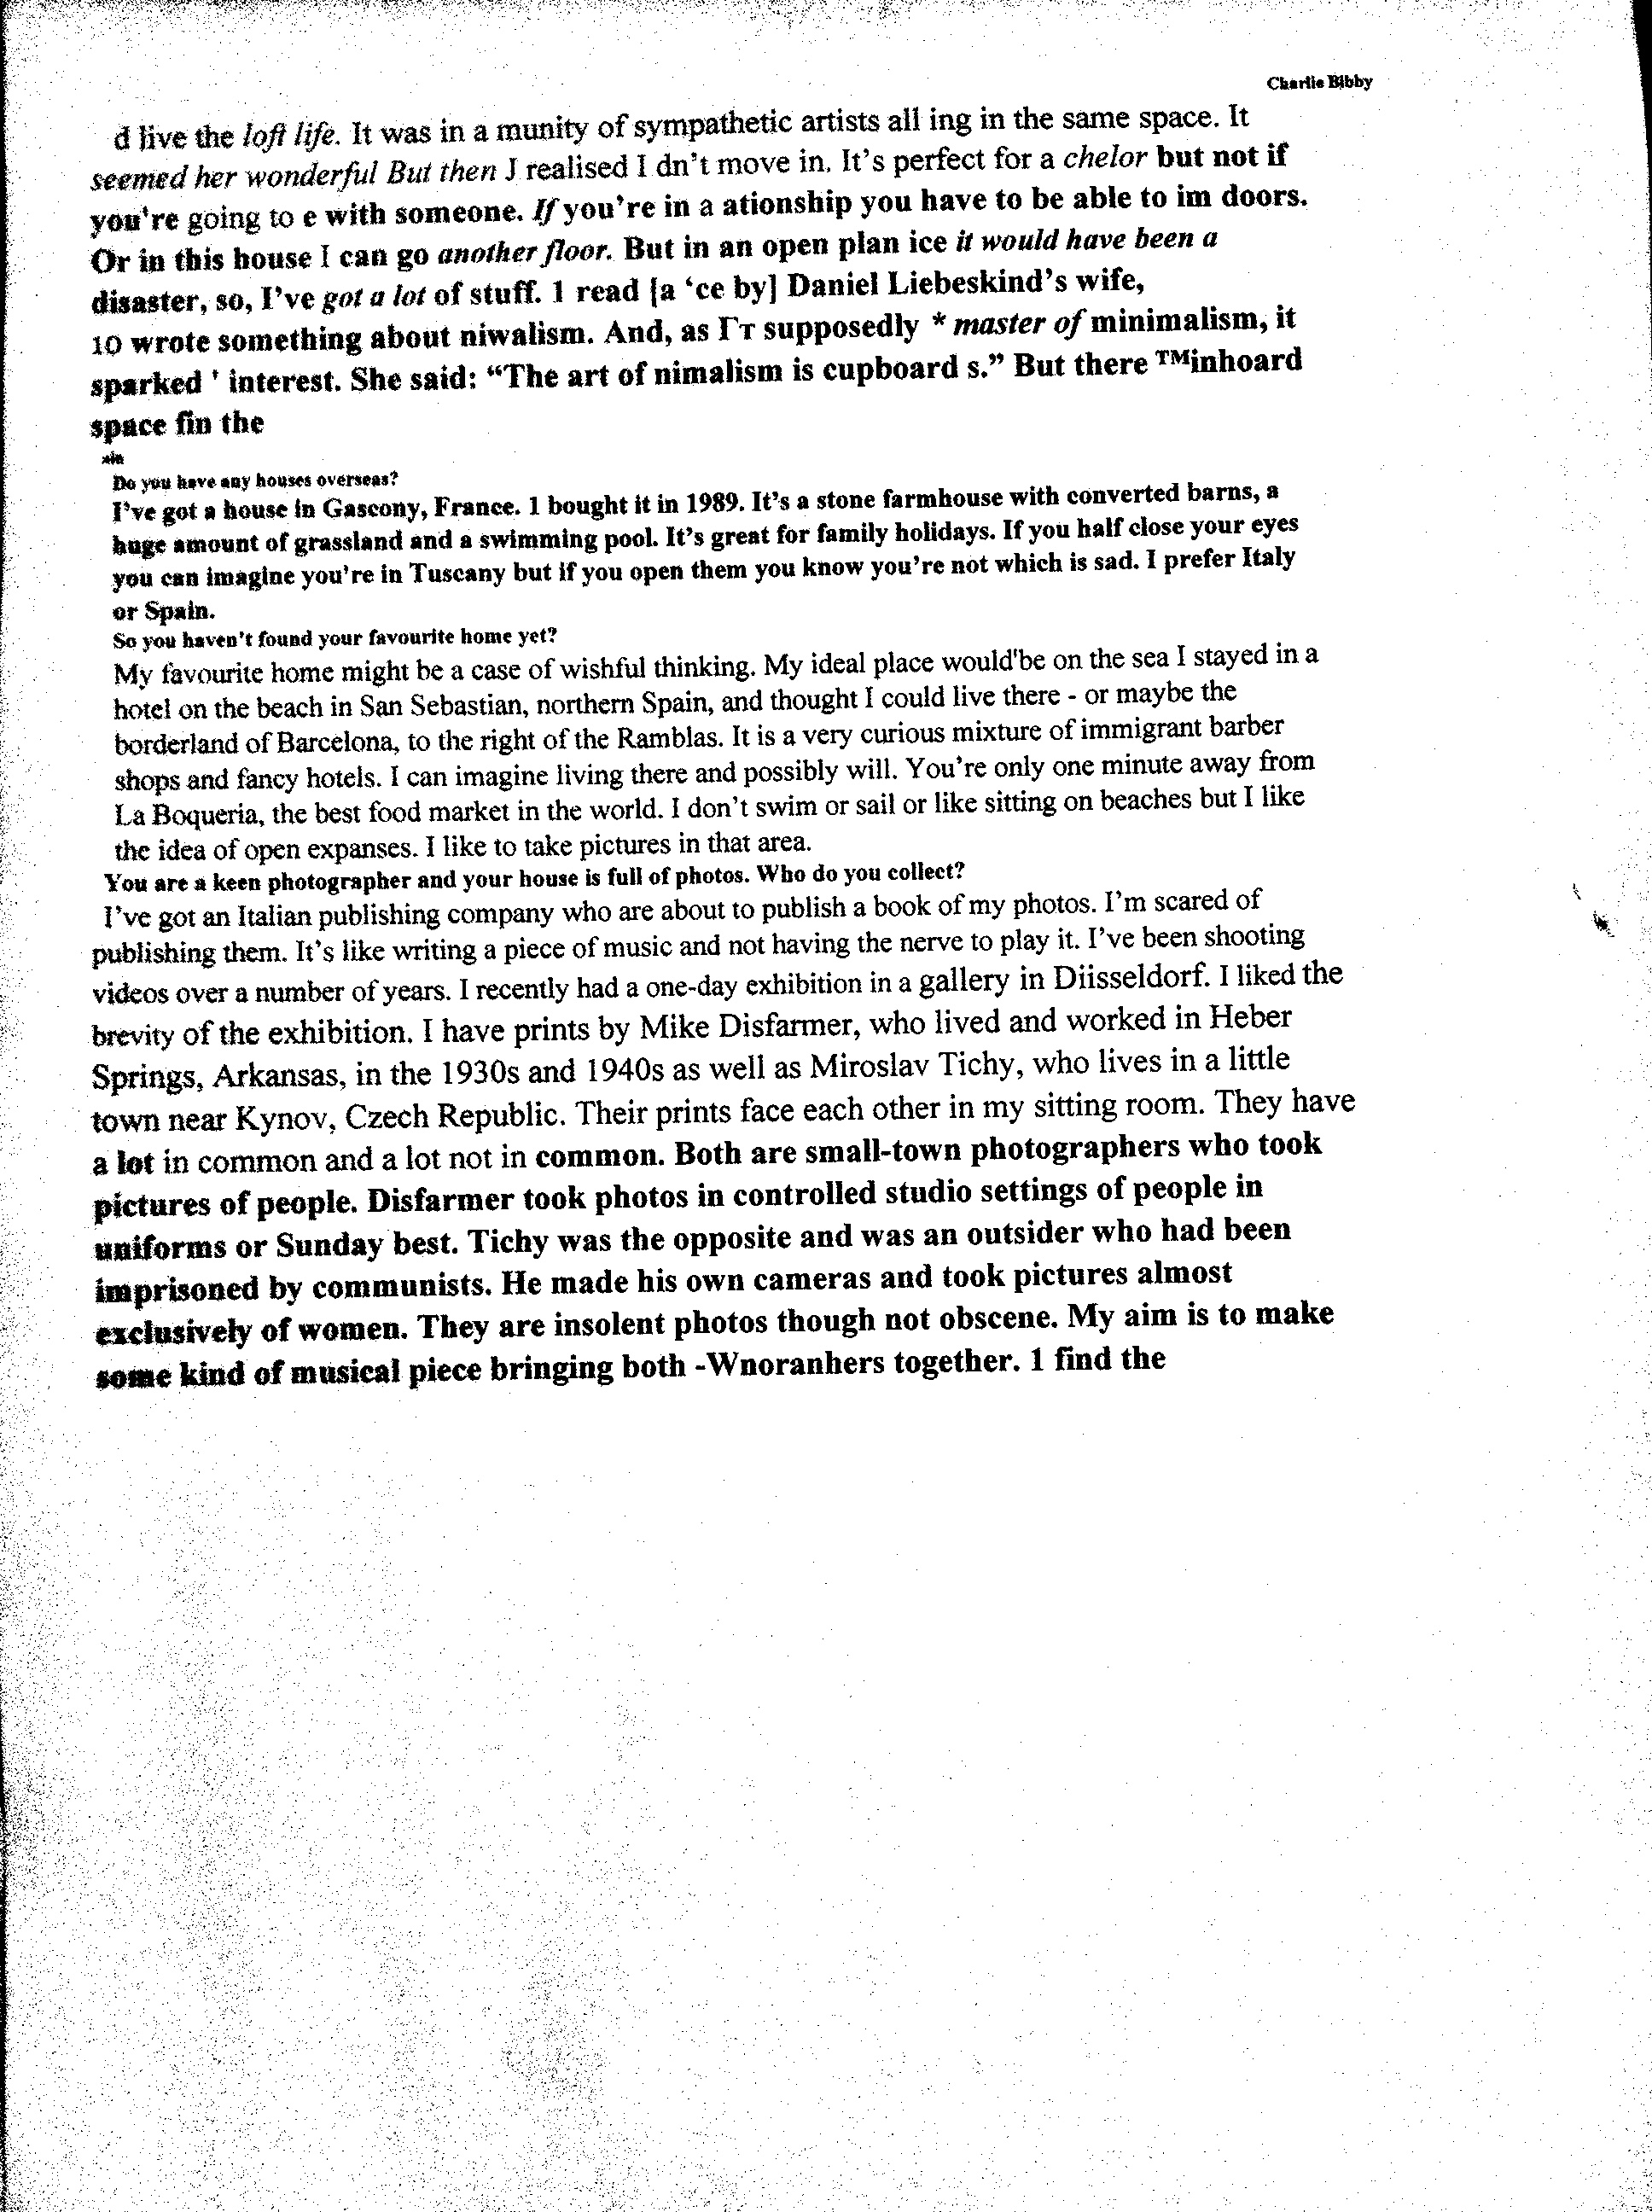 Charlie Bibby
d live the loft life. It was in a munity of sympathetic artists all ing in the same space. It
seemed her wonderful But then J realised I dn't move in. It's perfect for a chelor but not if
you're going to e with someone. If you're in a ationship you have to be able to im doors.
Or in this house I can go another floor. But in an open plan ice it would have been a
disaster, so, I've got a lot of stuff. 1 read [a ‘ce by] Daniel Liebeskind's wife,
10 wrote something about niwalism. And, as Гт supposedly * master of minimalism, it
sparked ' interest. She said: “The art of nimalism is cupboard s.” But there ™inhoard
space fin the
Do you have any houses overseas?
I've got a house in Gascony, France. 1 bought it in 1989. It's a stone farmhouse with converted barns, a
huge amount of grassland and a swimming pool. It's great for family holidays. If you half close your eyes
you can imagine you're in Tuscany but if you open them you know you're not which is sad. I prefer Italy
or Spain.
So you haven't found your favourite home yet?
My favourite home might be a case of wishful thinking. My ideal place would'be on the sea I stayed in a
hotel on the beach in San Sebastian, northern Spain, and thought I could live there - or maybe the
borderland of Barcelona, to the right of the Ramblas. It is a very curious mixture of immigrant barber
shops and fancy hotels. I can imagine living there and possibly will. You're only one minute away from
La Boqueria, the best food market in the world. I don't swim or sail or like sitting on beaches but I like
the idea of open expanses. I like to take pictures in that area.
You are a keen photographer and your house is full of photos. Who do you collect?
I've got an Italian publishing company who are about to publish a book of my photos. I'm scared of
publishing them. It's like writing a piece of music and not having the nerve to play it. I've been shooting
videos over a number of years. I recently had a one-day exhibition in a gallery in Diisseldorf. I liked the
brevity of the exhibition. I have prints by Mike Disfarmer, who lived and worked in Heber
Springs, Arkansas, in the 1930s and 1940s as well as Miroslav Tichy, who lives in a little
town near Kynov, Czech Republic. Their prints face each other in my sitting room. They have
a lot in common and a lot not in common. Both are small-town photographers who took
pictures of people. Disfarmer took photos in controlled studio settings of people in
uniforms or Sunday best. Tichy was the opposite and was an outsider who had been
imprisoned by communists. He made his own cameras and took pictures almost
exclusively of women. They are insolent photos though not obscene. My aim is to make
some kind of musical piece bringing both -Wnoranhers together. 1 find the